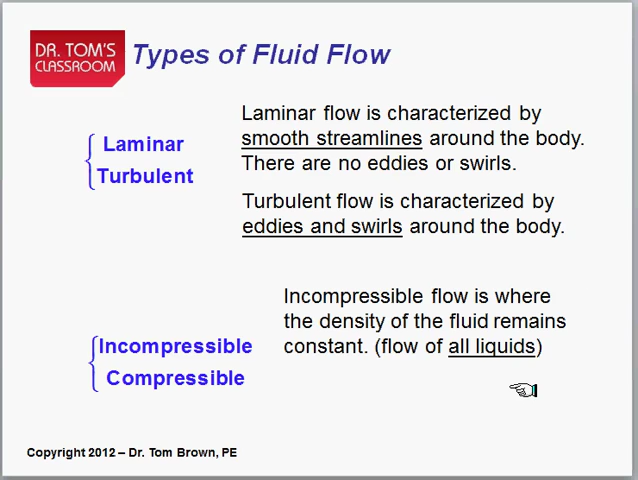 DR. TOM'S
CLASSROOM
Types of Fluid Flow
Laminar
Turbulent
Laminar flow is characterized by
smooth streamlines around the body.
There are no eddies or swirls.
Turbulent flow is characterized by
eddies and swirls around the body.
Incompressible
Compressible
Incompressible flow is where
the density of the fluid remains
constant. (flow of all liquids)
Copyright 2012 – Dr. Tom Brown, PE